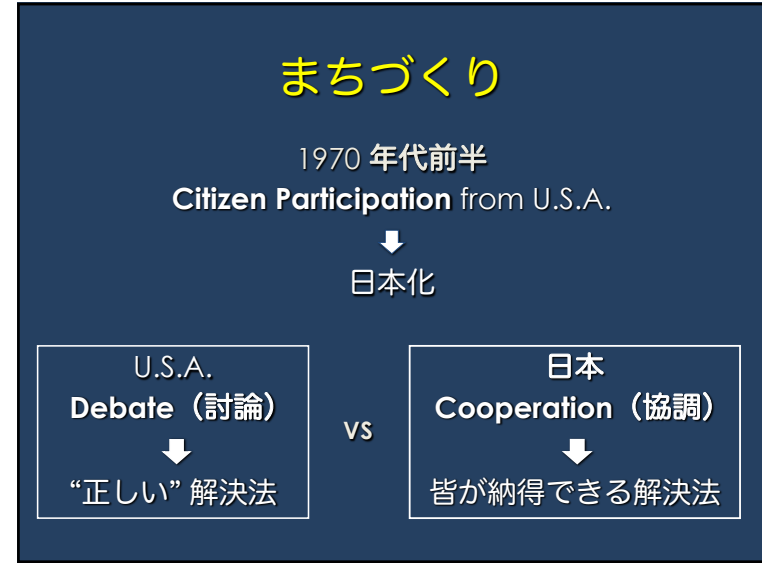 まちづくり
1970 年代前半
Citizen Participation from U.S.A.
日本化
U.S.A.
Debate（討論）
“正しい” 解決法
vs
日本
Cooperation（協調）
皆が納得できる解決法